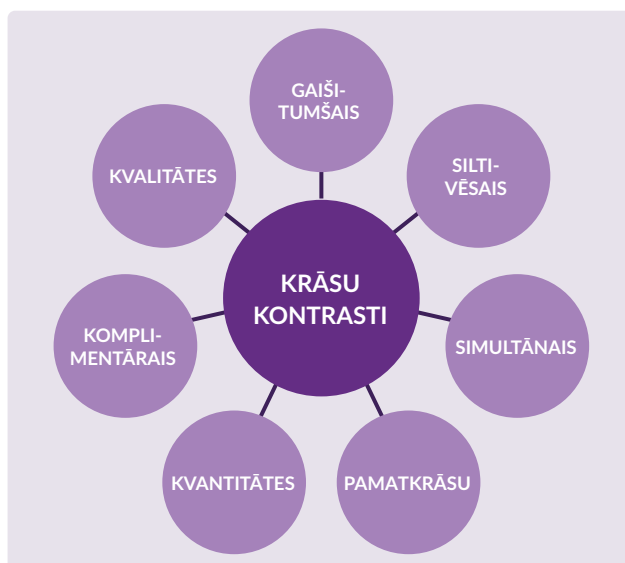 GAIŠI-
TUMŠAIS
SILTI-
VĒSAIS
KVALITĀTES
KRĀSU
KONTRASTI
KOMPLI-
MENTĀRAIS
SIMULTĀNAIS
KVANTITĀTES
PAMATKRĀSU